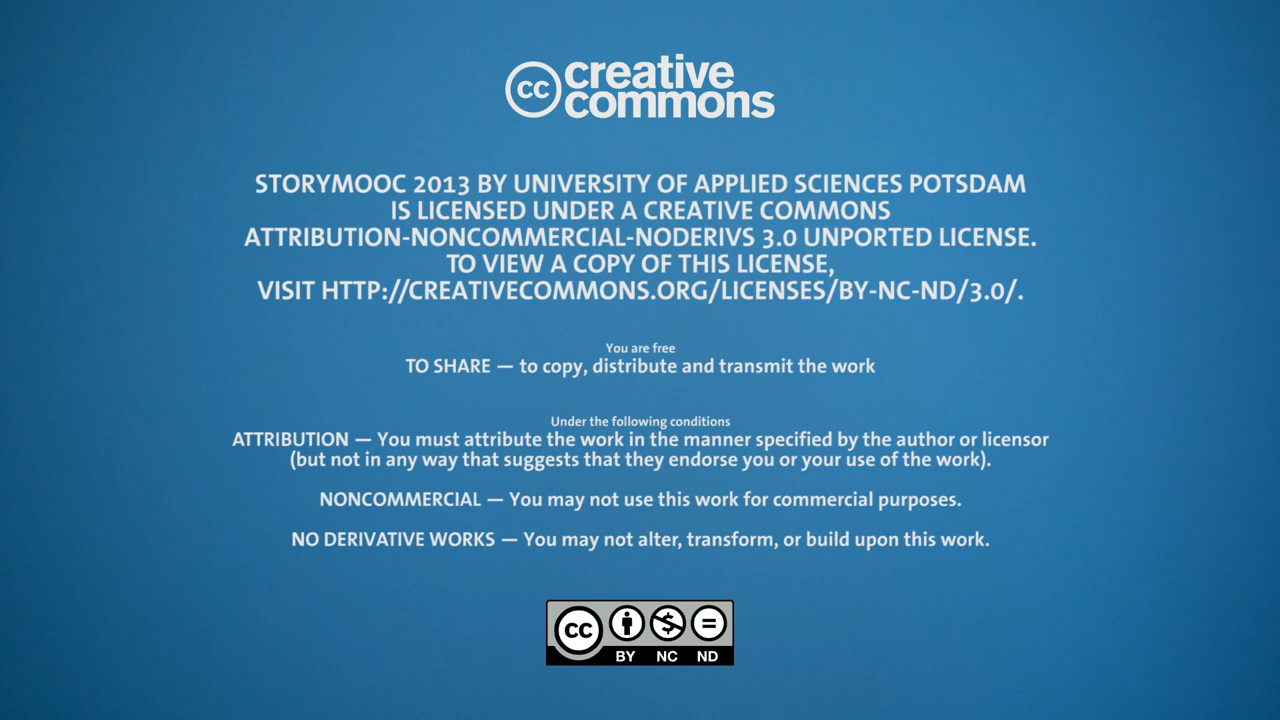 cc creative
commons
STORYMOOC 2013 BY UNIVERSITY OF APPLIED SCIENCES POTSDAM
IS LICENSED UNDER A CREATIVE COMMONS
ATTRIBUTION-NONCOMMERCIAL-NODERIVS 3.0 UNPORTED LICENSE.
TO VIEW A COPY OF THIS LICENSE,
VISIT HTTP://CREATIVECOMMONS.ORG/LICENSES/BY-NC-ND/3.0/.
You are free
TO SHARE — to copy, distribute and transmit the work
Under the following conditions
ATTRIBUTION — You must attribute the work in the manner specified by the author or licensor
(but not in any way that suggests that they endorse you or your use of the work).
NONCOMMERCIAL — You may not use this work for commercial purposes.
NO DERIVATIVE WORKS — You may not alter, transform, or build upon this work.
cc $ =
BY NC ND